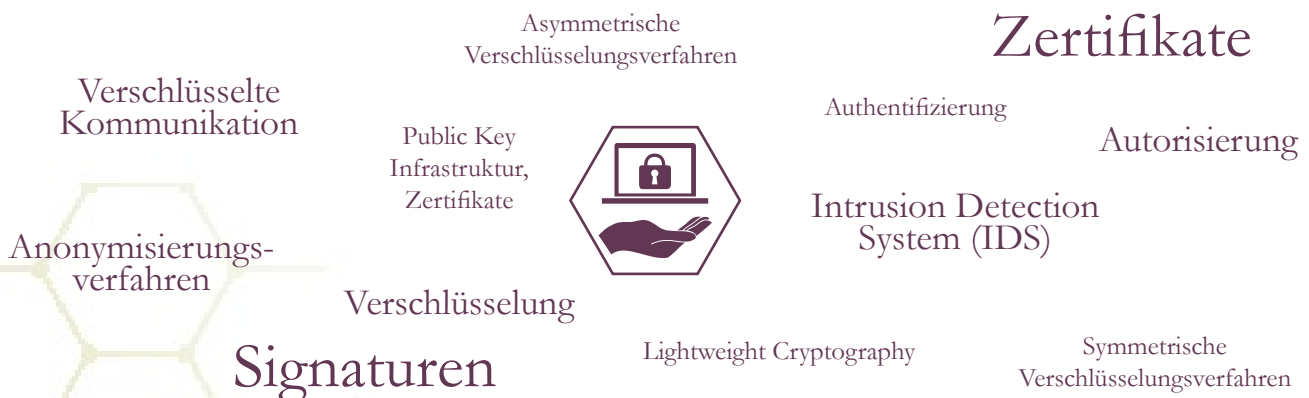 Asymmetrische
Verschlüsselungsverfahren
Zertifikate
Verschlüsselte
Kommunikation
Public Key
Infrastruktur,
Zertifikate
Authentifizierung
Autorisierung
Anonymisierungs-
verfahren
Intrusion Detection
System (IDS)
Verschlüsselung
Signaturen
Lightweight Cryptography
Symmetrische
Verschlüsselungsverfahren